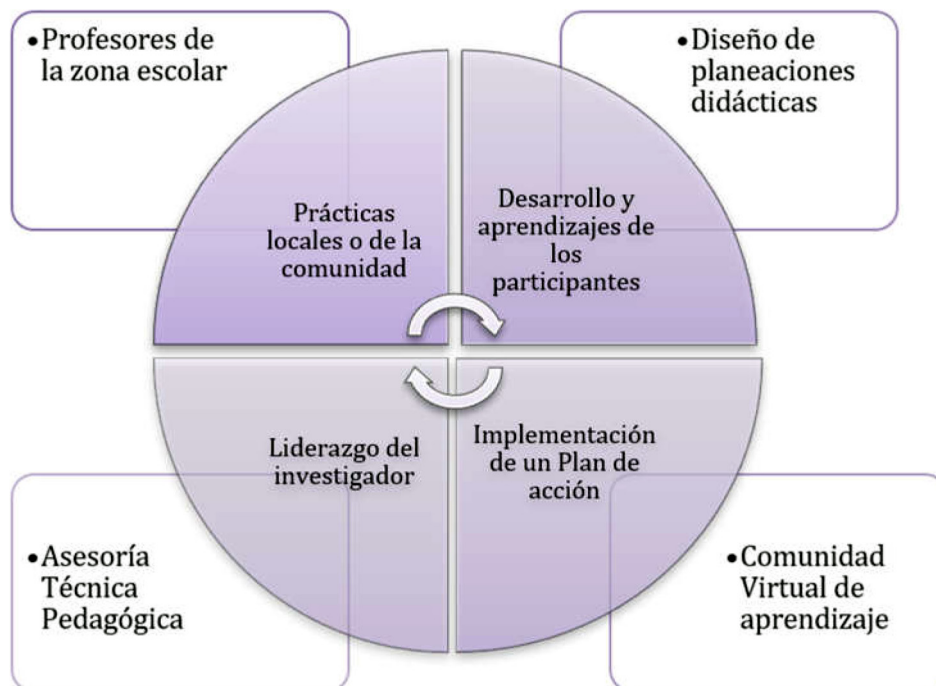 •Profesores de
la zona escolar
•Diseño de
planeaciones
didácticas
Prácticas
locales o de la
comunidad
Desarrollo y
aprendizajes de
los
participantes
Liderazgo del
investigador
Implementación
de un Plan de
acción
•Asesoría
Técnica
Pedagógica
•Comunidad
Virtual de
aprendizaje